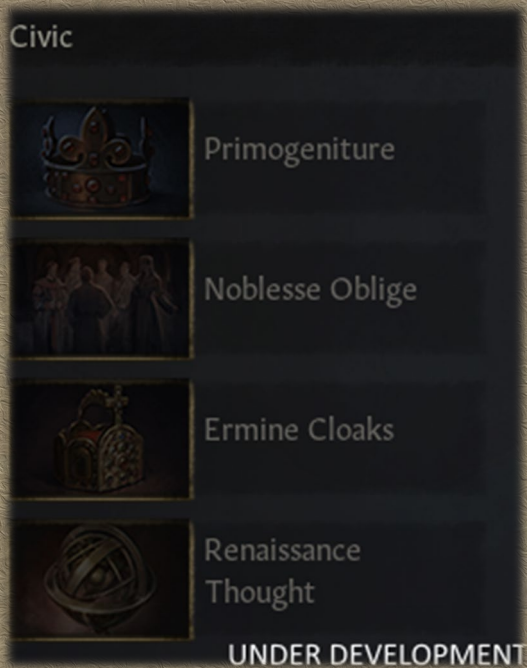 Civic
Primogeniture
Noblesse Oblige
Ermine Cloaks
Renaissance
Thought
UNDER DEVELOPMENT